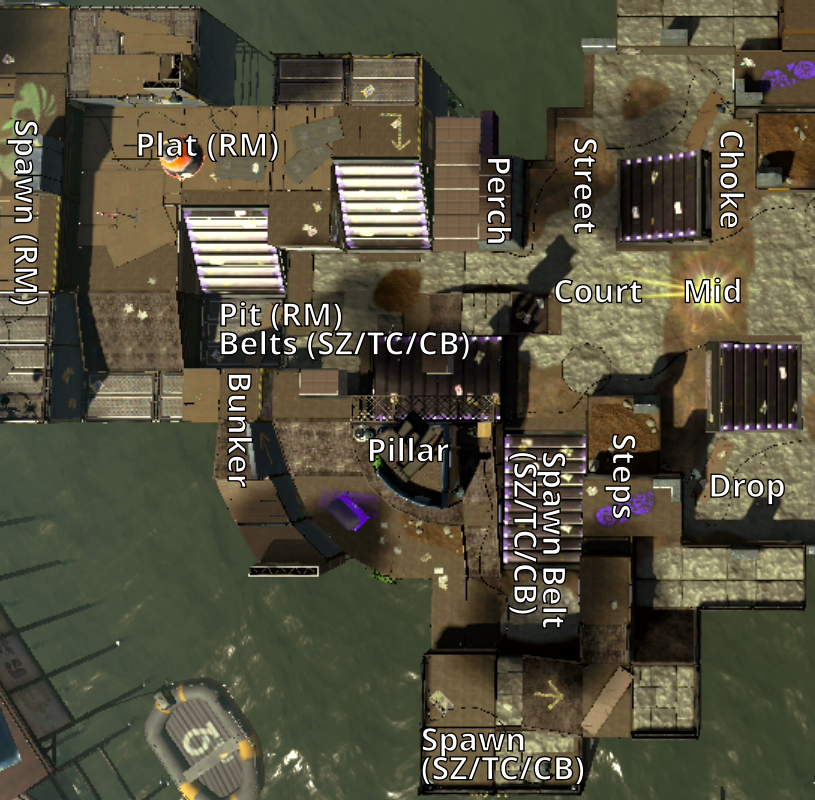 Plat (RM)
Spawn (RM)
Perch
Street
Choke
Court
Mid
Pit (RM)
Belts (SZ/TC/CB)
Bunker
Pillar
Spawn Belt
(SZ/TC/CB)
Steps
Drop
Spawn
(SZ/TC/CB)